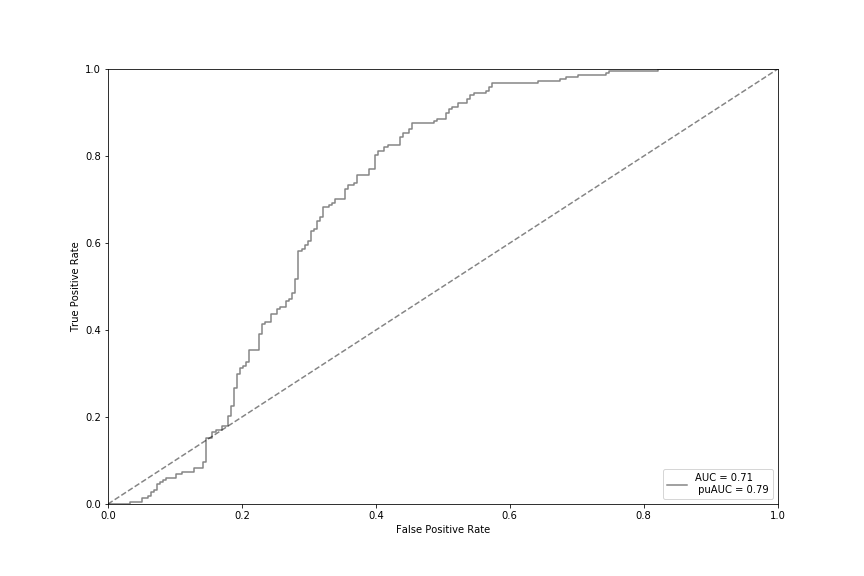 1.0
0.8
0.6
0.4
0.2
0.0
True Positive Rate
AUC = 0.71
puAUC = 0.79
0.0 0.2 0.4 0.6 0.8 1.0
False Positive Rate